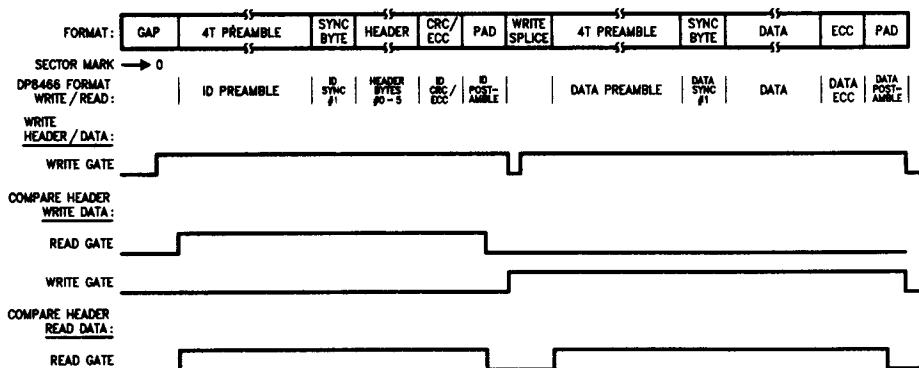 FORMAT: GAP 4T PREAMBLE SYNC BYTE HEADER CRC/ ECC PAD WRITE SPLICE 4T PREAMBLE SYNC BYTE DATA ECC PAD
SECTOR MARK → 0
DP8466 FORMAT
WRITE/READ: ID PREAMBLE ID SYNC #1 HEADER BYTES #0-5 ID CRC/ ECC ID POST- AMBLE DATA PREAMBLE DATA SYNC #1 DATA DATA ECC DATA POST- AMBLE
WRITE
HEADER/DATA:
WRITE GATE
COMPARE HEADER
WRITE DATA:
READ GATE
WRITE GATE
COMPARE HEADER
READ DATA:
READ GATE